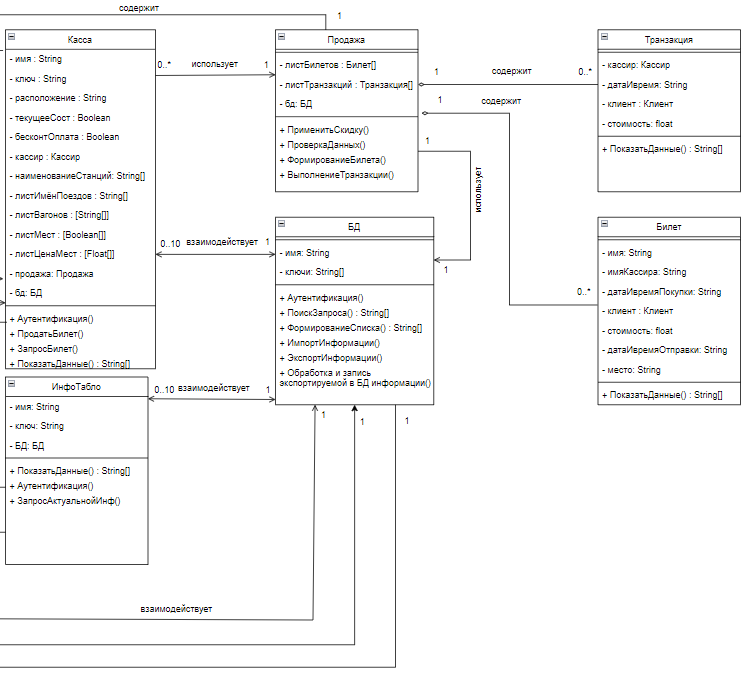 содержит
1
Касса
- имя : String
- ключ : String
- расположение : String
- текущееСост : Boolean
- бесконтОплата : Boolean
- кассир : Кассир
- наименованиеСтанций: String[]
- листИмёнПоездов : String[]
- листВагонов : [String[]]
- листМест : [Boolean[]]
- листЦенаМест : [Float[]]
- продажа: Продажа
- бд: БД
+ Аутентификация()
+ ПродатьБилет()
+ ЗапросБилет()
+ ПоказатьДанные() : String[]
0..*
использует
1
Продажа
- листБилетов : Билет[]
- листТранзакций : Транзакция[]
- бд: БД
+ ПрименитьСкидку()
+ ПроверкаДанных()
+ ФормированиеБилета()
+ ВыполнениеТранзакции()
1
содержит
0..*
1
содержит
0..*
1
использует
1
Транзакция
- кассир: Кассир
- датаИвремя: String
- клиент : Клиент
- стоимость: float
+ ПоказатьДанные() : String[]
0..10
взаимодействует
1
БД
- имя: String
- ключи: String[]
+ Аутентификация()
+ ПоискЗапроса() : String[]
+ ФормированиеСписка() : String[]
+ ИмпортИнформации()
+ ЭкспортИнформации()
+ Обработка и запись
экспортируемой в БД информации()
Билет
- имя: String
- имяКассира: String
- датаИвремяПокупки: String
- клиент : Клиент
- стоимость: float
- датаИвремяОтправки: String
- место: String
+ ПоказатьДанные() : String[]
ИнфоТабло
- имя: String
- ключ: String
- БД: БД
+ ПоказатьДанные() : String[]
+ Аутентификация()
+ ЗапросАктуальнойИнф()
0..10
взаимодействует
1
1
1
1
взаимодействует